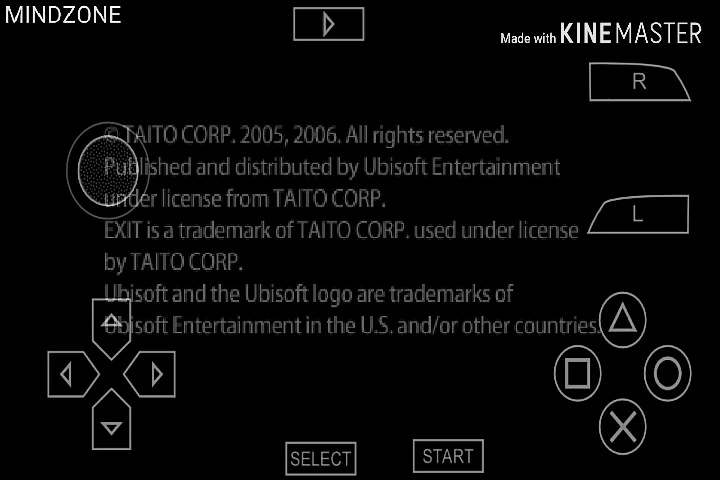 MINDZONE
Made with KINEMASTER
R
© TAITO CORP. 2005, 2006. All rights reserved.
Published and distributed by Ubisoft Entertainment
under license from TAITO CORP.
L
EXIT is a trademark of TAITO CORP. used under license
by TAITO CORP.
Ubisoft and the Ubisoft logo are trademarks of
Ubisoft Entertainment in the U.S. and/or other countries.
SELECT
START